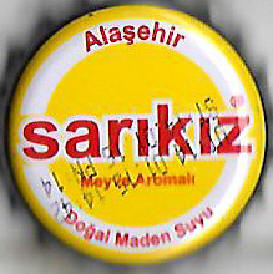 Alaşehir
sarıkız®
Meyve Aromalı
Doğal Maden Suyu